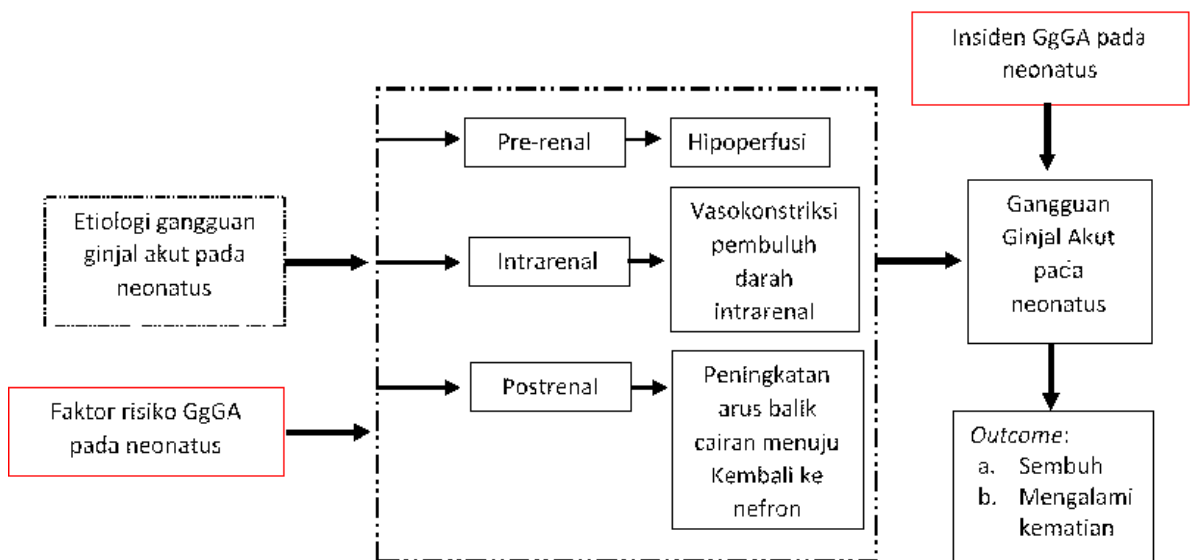 Etiologi gangguan
ginjal akut pada
neonatus
Faktor risiko GgGA
pada neonatus
Pre-renal
Hipoperfusi
Intrarenal
Vasokonstriksi
pembuluh
darah
intrarenal
Postrenal
Peningkatan
arus balik
cairan menuju
Kembali ke
nefron
Insiden GgGA pada
neonatus
Gangguan
Ginjal Akut
pada
neonatus
Outcome:
a. Sembuh
b. Mengalami
kematian